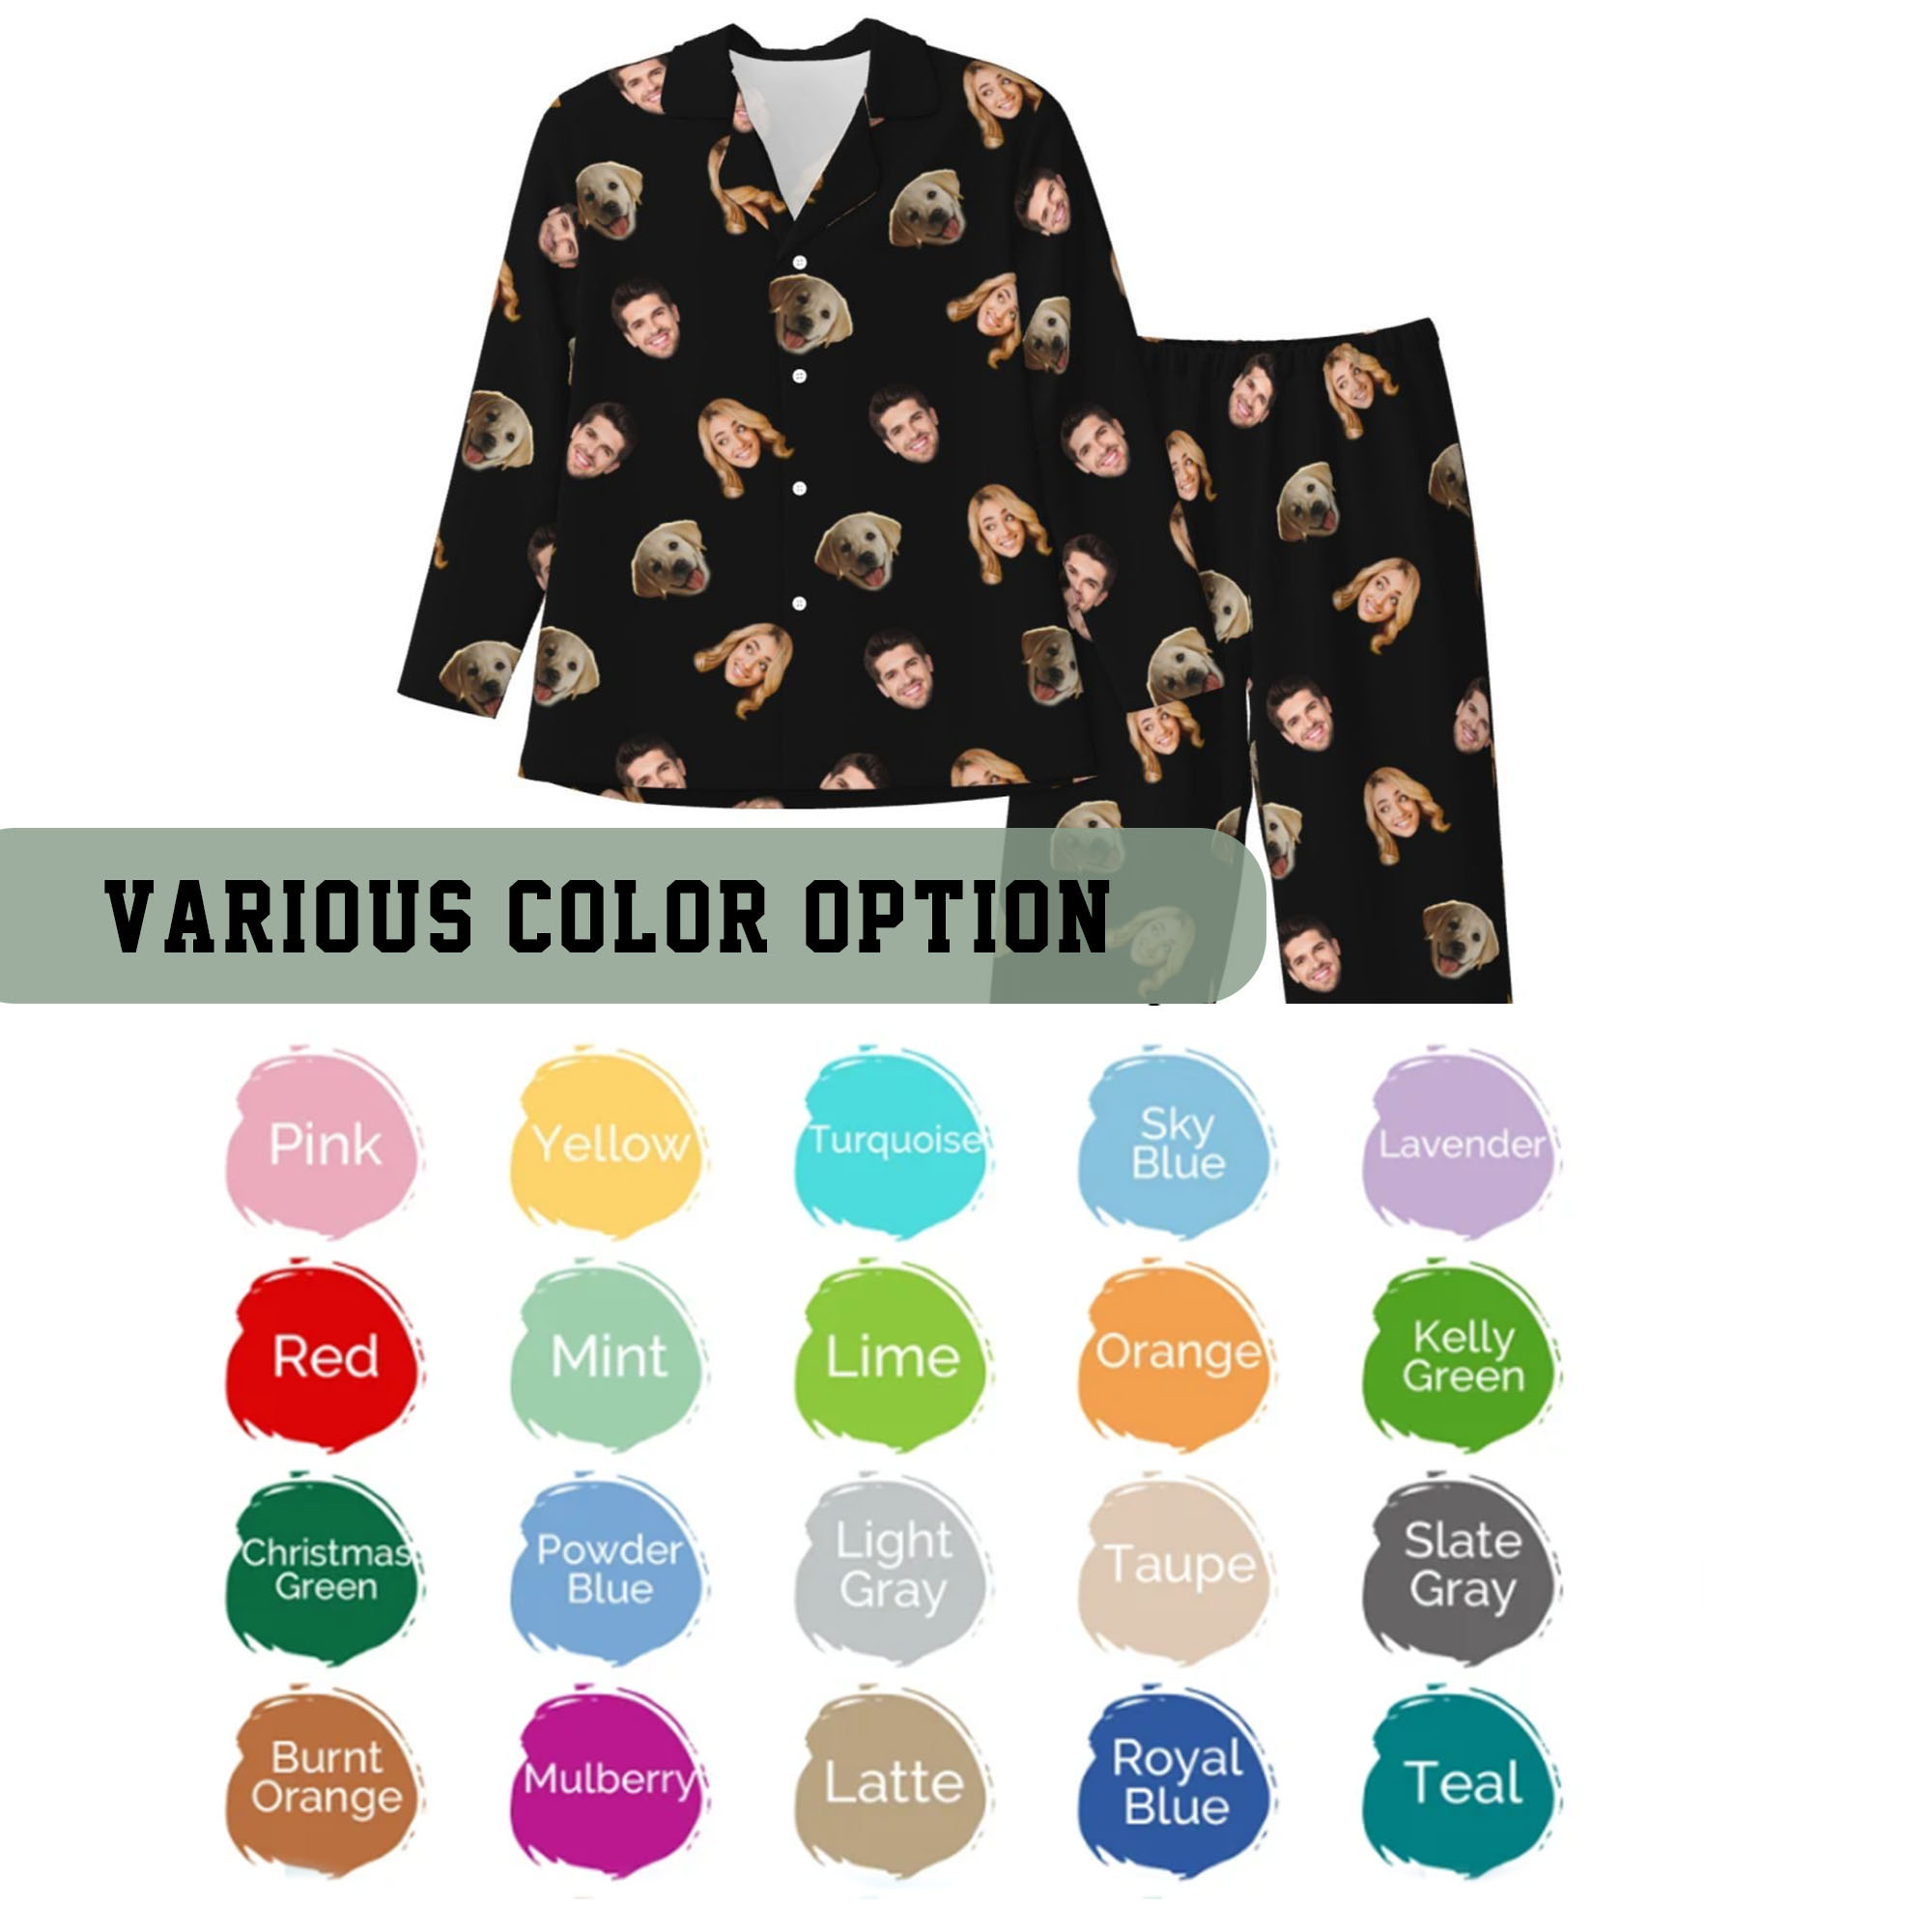 VARIOUS COLOR OPTION
Pink
Yellow
Turquoise
Sky
Blue
Lavender
Red
Mint
Lime
Orange
Kelly
Green
Christmas
Green
Powder
Blue
Light
Gray
Taupe
Slate
Gray
Burnt
Orange
Mulberry
Latte
Royal
Blue
Teal